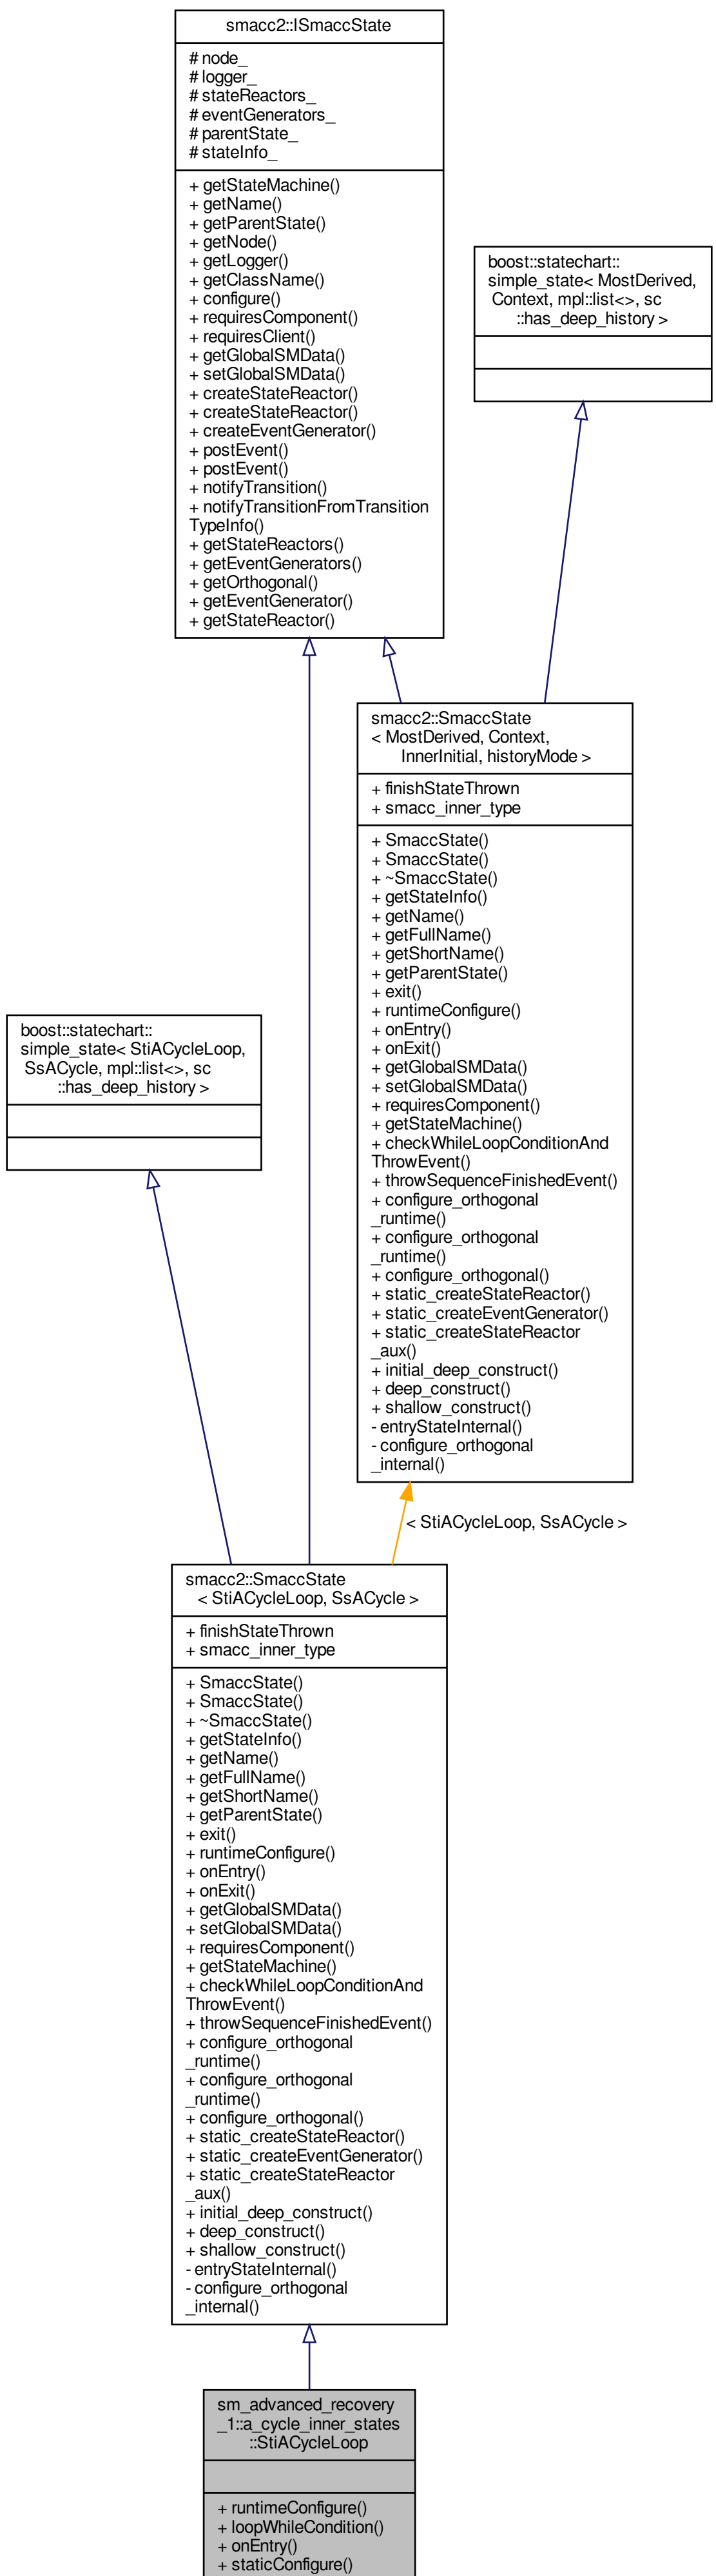 smacc2::ISmaccState
# node_
# logger_
# stateReactors_
# eventGenerators_
# parentState_
# stateInfo_
+ getStateMachine()
+ getName()
+ getParentState()
+ getNode()
+ getLogger()
+ getClassName()
+ configure()
+ requiresComponent()
+ requiresClient()
+ getGlobalSMData()
+ setGlobalSMData()
+ createStateReactor()
+ createStateReactor()
+ createEventGenerator()
+ postEvent()
+ postEvent()
+ notifyTransition()
+ notifyTransitionFromTransition
TypeInfo()
+ getStateReactors()
+ getEventGenerators()
+ getOrthogonal()
+ getEventGenerator()
+ getStateReactor()
boost::statechart::
simple_state< MostDerived,
Context, mpl::list<>, sc
::has_deep_history >
smacc2::SmaccState
< MostDerived, Context,
InnerInitial, historyMode >
+ finishStateThrown
+ smacc_inner_type
+ SmaccState()
+ SmaccState()
+ ~SmaccState()
+ getStateInfo()
+ getName()
+ getFullName()
+ getShortName()
+ getParentState()
+ exit()
+ runtimeConfigure()
+ onEntry()
+ onExit()
+ getGlobalSMData()
+ setGlobalSMData()
+ requiresComponent()
+ getStateMachine()
+ checkWhileLoopConditionAnd
ThrowEvent()
+ throwSequenceFinishedEvent()
+ configure_orthogonal
_runtime()
+ configure_orthogonal
_runtime()
+ configure_orthogonal()
+ static_createStateReactor()
+ static_createEventGenerator()
+ static_createStateReactor
_aux()
+ initial_deep_construct()
+ deep_construct()
+ shallow_construct()
- entryStateInternal()
- configure_orthogonal
_internal()
boost::statechart::
simple_state< StiACycleLoop,
SsACycle, mpl::list<>, sc
::has_deep_history >
< StiACycleLoop, SsACycle >
smacc2::SmaccState
< StiACycleLoop, SsACycle >
+ finishStateThrown
+ smacc_inner_type
+ SmaccState()
+ SmaccState()
+ ~SmaccState()
+ getStateInfo()
+ getName()
+ getFullName()
+ getShortName()
+ getParentState()
+ exit()
+ runtimeConfigure()
+ onEntry()
+ onExit()
+ getGlobalSMData()
+ setGlobalSMData()
+ requiresComponent()
+ getStateMachine()
+ checkWhileLoopConditionAnd
ThrowEvent()
+ throwSequenceFinishedEvent()
+ configure_orthogonal
_runtime()
+ configure_orthogonal
_runtime()
+ configure_orthogonal()
+ static_createStateReactor()
+ static_createEventGenerator()
+ static_createStateReactor
_aux()
+ initial_deep_construct()
+ deep_construct()
+ shallow_construct()
- entryStateInternal()
- configure_orthogonal
_internal()
sm_advanced_recovery
_1::a_cycle_inner_states
::StiACycleLoop
+ runtimeConfigure()
+ loopWhileCondition()
+ onEntry()
+ staticConfigure()